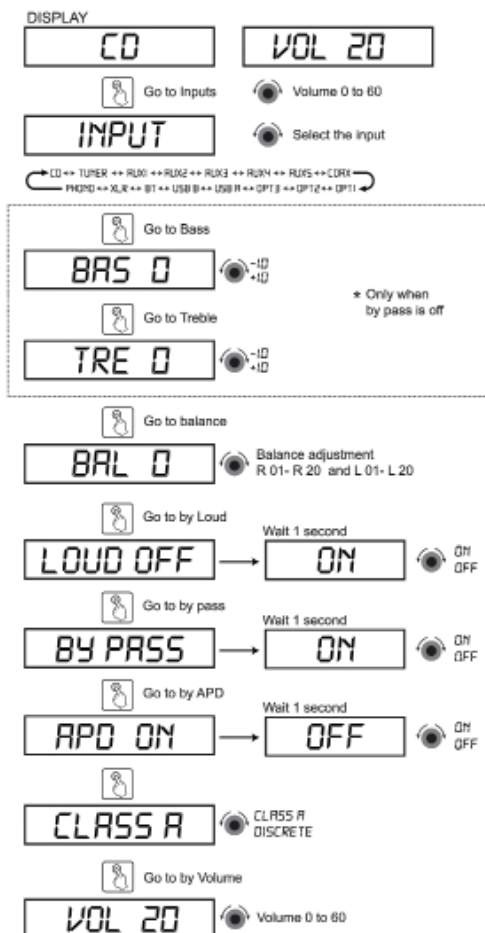 DISPLAY
CD
VOL 20
Go to Inputs
Volume 0 to 60
INPUT
Select the input
CD ↔ TUNER ↔ AUX1 ↔ AUX2 ↔ AUX3 ↔ AUX4 ↔ AUX5 ↔ COAX
PHONO ↔ XLR ↔ BT ↔ USB B ↔ USB A ↔ OPT3 ↔ OPT2 ↔ OPT1
Go to Bass
BAS 0
-10
+10
* Only when
by pass is off
Go to Treble
TRE 0
-10
+10
Go to balance
BAL 0
Balance adjustment
R 01- R 20 and L 01- L 20
Go to by Loud
Wait 1 second
LOUD OFF
ON
ON
OFF
Go to by pass
Wait 1 second
BY PASS
ON
ON
OFF
Go to by APD
Wait 1 second
APD ON
OFF
ON
OFF
CLASS A
CLASS A
DISCRETE
Go to by Volume
VOL 20
Volume 0 to 60